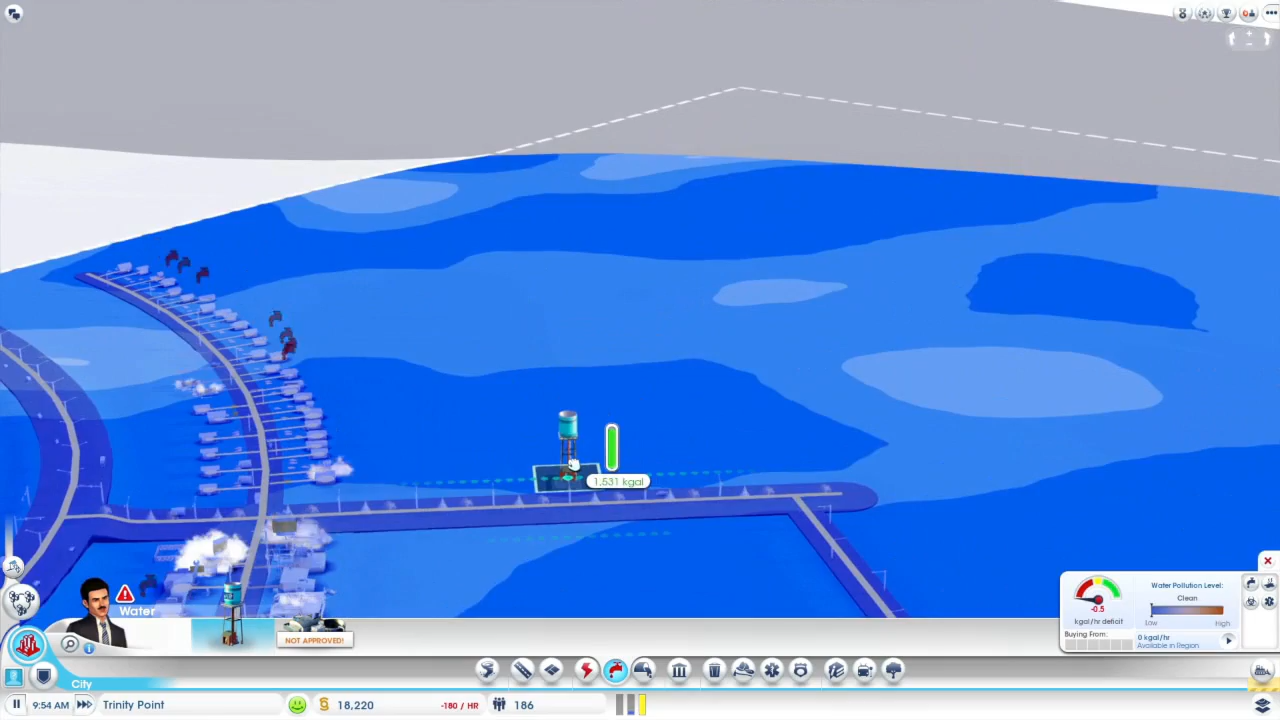 1.531 kgal
Water Pollution Level:
Clean
-0.5
kgal/hr deficit
Low
High
Buying From:
0 kgal/hr
Available in Region
Water
NOT APPROVED!
City
9:54 AM
Trinity Point
18,220
-180 / HR
186